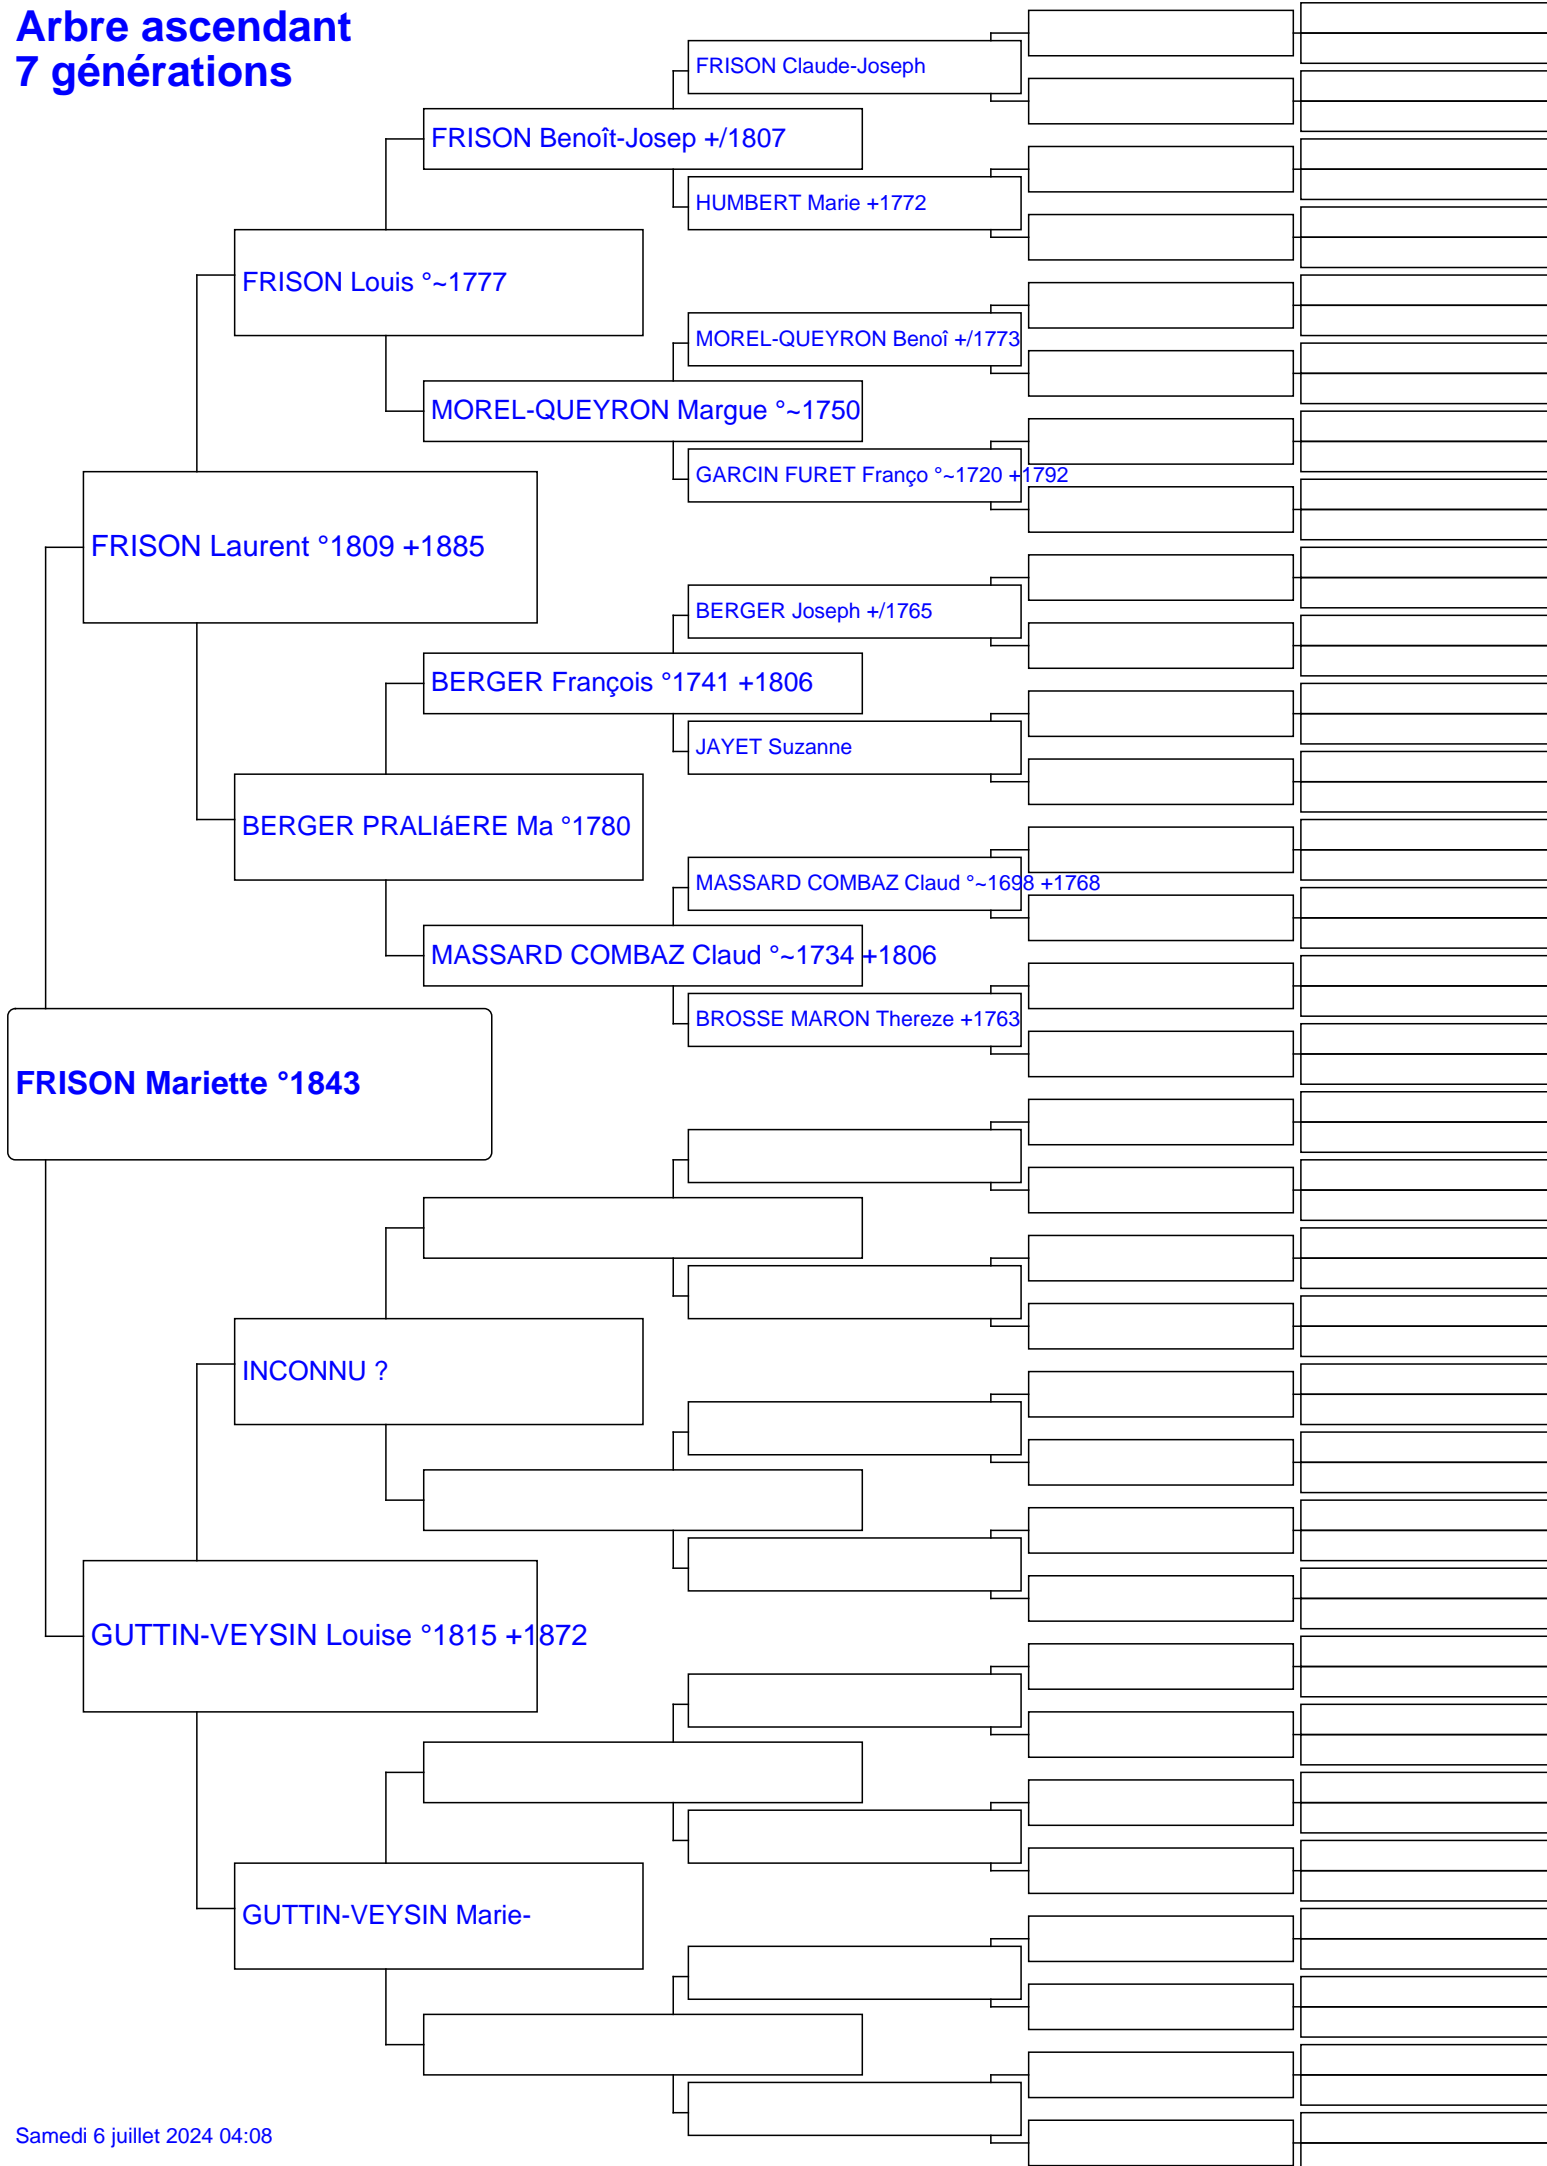 Arbre ascendant
7 générations
FRISON Claude-Joseph
FRISON Benoît-Josep +/1807
HUMBERT Marie +1772
FRISON Louis °~1777
MOREL-QUEYRON Benoî +/1773
MOREL-QUEYRON Margue °~1750
GARCIN FURET Franço °~1720 +1792
FRISON Laurent °1809 +1885
BERGER Joseph +/1765
BERGER François °1741 +1806
JAYET Suzanne
BERGER PRALIáERE Ma °1780
MASSARD COMBAZ Claud °~1698 +1768
MASSARD COMBAZ Claud °~1734 +1806
BROSSE MARON Thereze +1763
FRISON Mariette °1843
INCONNU ?
GUTTIN-VEYSIN Louise °1815 +1872
GUTTIN-VEYSIN Marie-
Samedi 6 juillet 2024 04:08